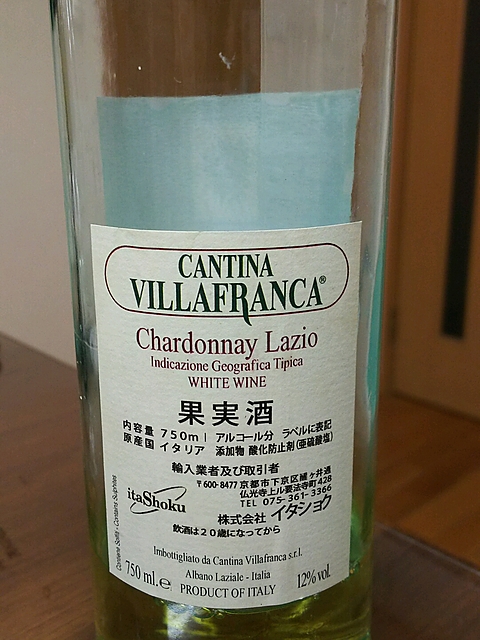 CANTINA
VILLAFRANCA®
Chardonnay Lazio
Indicazione Geografica Tipica
WHITE WINE
果実酒
内容量 750ml アルコール分 ラベルに表記
原産国 イタリア 添加物 酸化防止剤(亜硫酸塩)
輸入業者及び取引者
〒600-8477 京都市下京区
仏光寺上ル要法寺町428
TEL 075-361-3366
itaShoku
株式会社 イタショク
飲酒は20歳になってから
Contiene Solfiti - Contains Sulphites
Imbottigliato da Cantina Villafranca s.r.l.
750 ml. e
Albano Laziale - Italia
12% vol.
PRODUCT OF ITALY